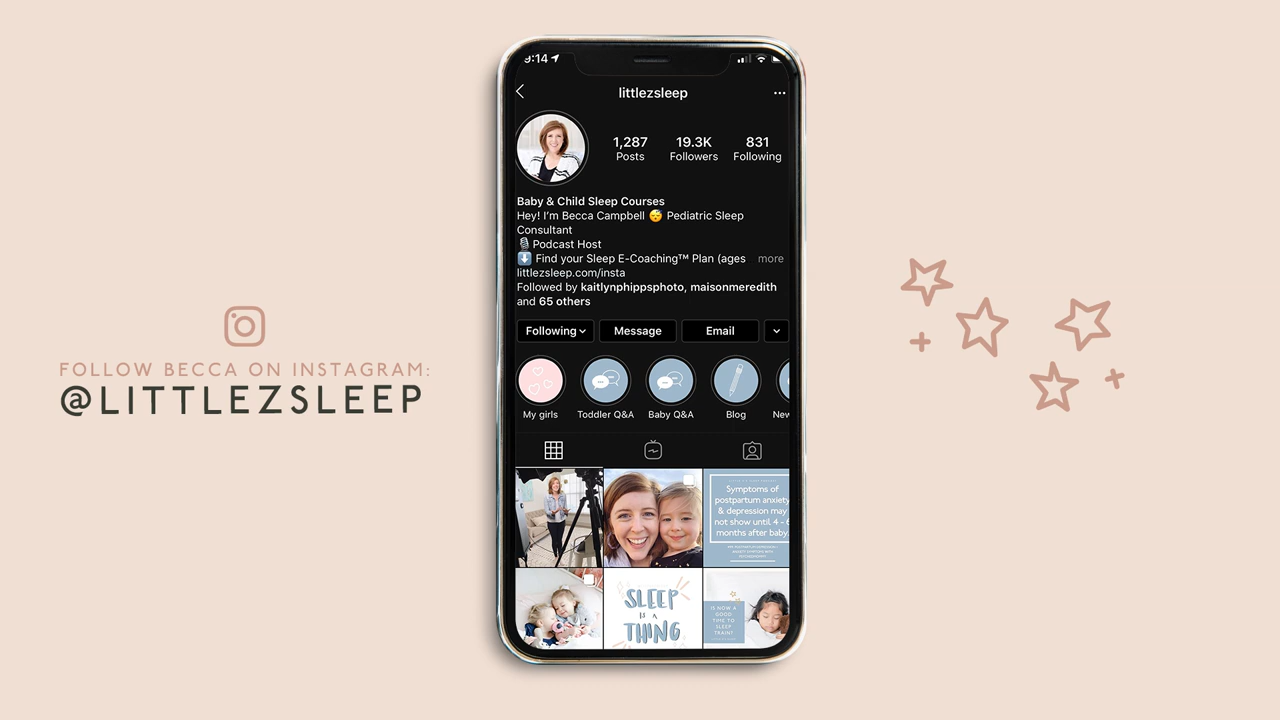 FOLLOW BECCA ON INSTAGRAM:
@LITTLEZSLEEP
9:14
littlezsleep
1,287 19.3K 831
Posts Followers Following
Baby & Child Sleep Courses
Hey! I'm Becca Campbell 😴 Pediatric Sleep
Consultant
🎙️ Podcast Host
⬇️ Find your Sleep E-Coaching™ Plan (ages more
littlezsleep.com/insta
Followed by kaitlynphippsphoto, maisonmeredith
and 65 others
Following Message Email
My girls Toddler Q&A Baby Q&A Blog New
Symptoms of
postpartum anxiety
& depression may
not show until 4 - 6
months after baby.
SLEEP
IS A
THING
IS NOW A
GOOD
TIME TO
SLEEP
TRAIN?